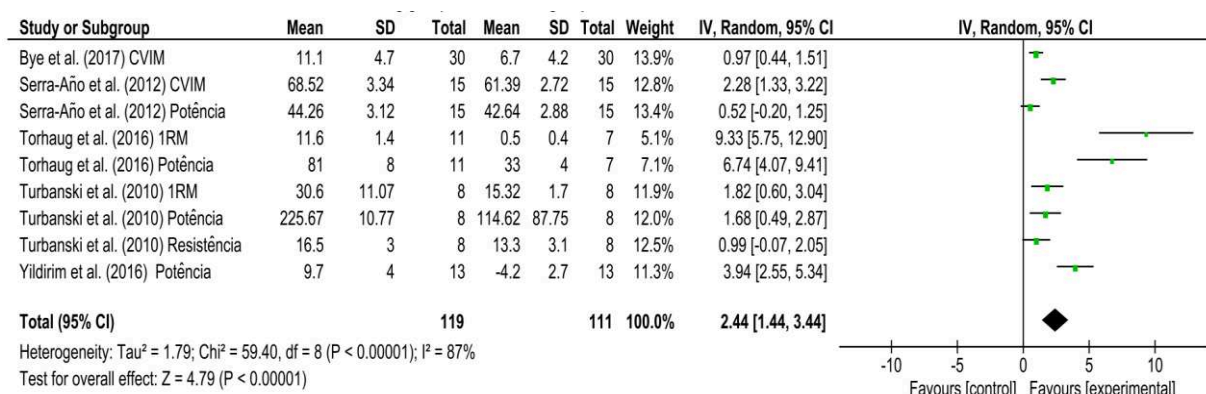 Study or Subgroup Mean SD Total Mean SD Total Weight IV, Random, 95% CI IV, Random, 95% CI
Bye et al. (2017) CVIM 11.1 4.7 30 6.7 4.2 30 13.9% 0.97 [0.44, 1.51]
Serra-Año et al. (2012) CVIM 68.52 3.34 15 61.39 2.72 15 12.8% 2.28 [1.33, 3.22]
Serra-Año et al. (2012) Potência 44.26 3.12 15 42.64 2.88 15 13.5% 0.52 [-0.20, 1.25]
Torhaug et al. (2016) 1RM 11.6 1.4 11 0.5 0.4 7 5.1% 9.33 [5.75, 12.90]
Torhaug et al. (2016) Potência 81 8 11 33 4 7 7.1% 6.74 [4.07, 9.41]
Turbanski et al. (2010) 1RM 30.6 11.07 8 15.32 1.7 8 11.9% 1.82 [0.60, 3.04]
Turbanski et al. (2010) Potência 225.67 10.77 8 114.62 87.75 8 12.0% 1.68 [0.49, 2.87]
Turbanski et al. (2010) Resistência 16.5 3 8 13.3 3.1 8 12.5% 0.99 [-0.07, 2.05]
Yildirim et al. (2016) Potência 9.7 4 13 -4.2 2.7 13 11.3% 3.94 [2.55, 5.34]
Total (95% CI) 119 111 100.0% 2.44 [1.44, 3.44]
Heterogeneity: Tau² = 1.79; Chi² = 59.40, df = 8 (P < 0.00001); I² = 87%
Test for overall effect: Z = 4.79 (P < 0.00001)
-10 -5 0 5 10
Favours [control] Favours [experimental]